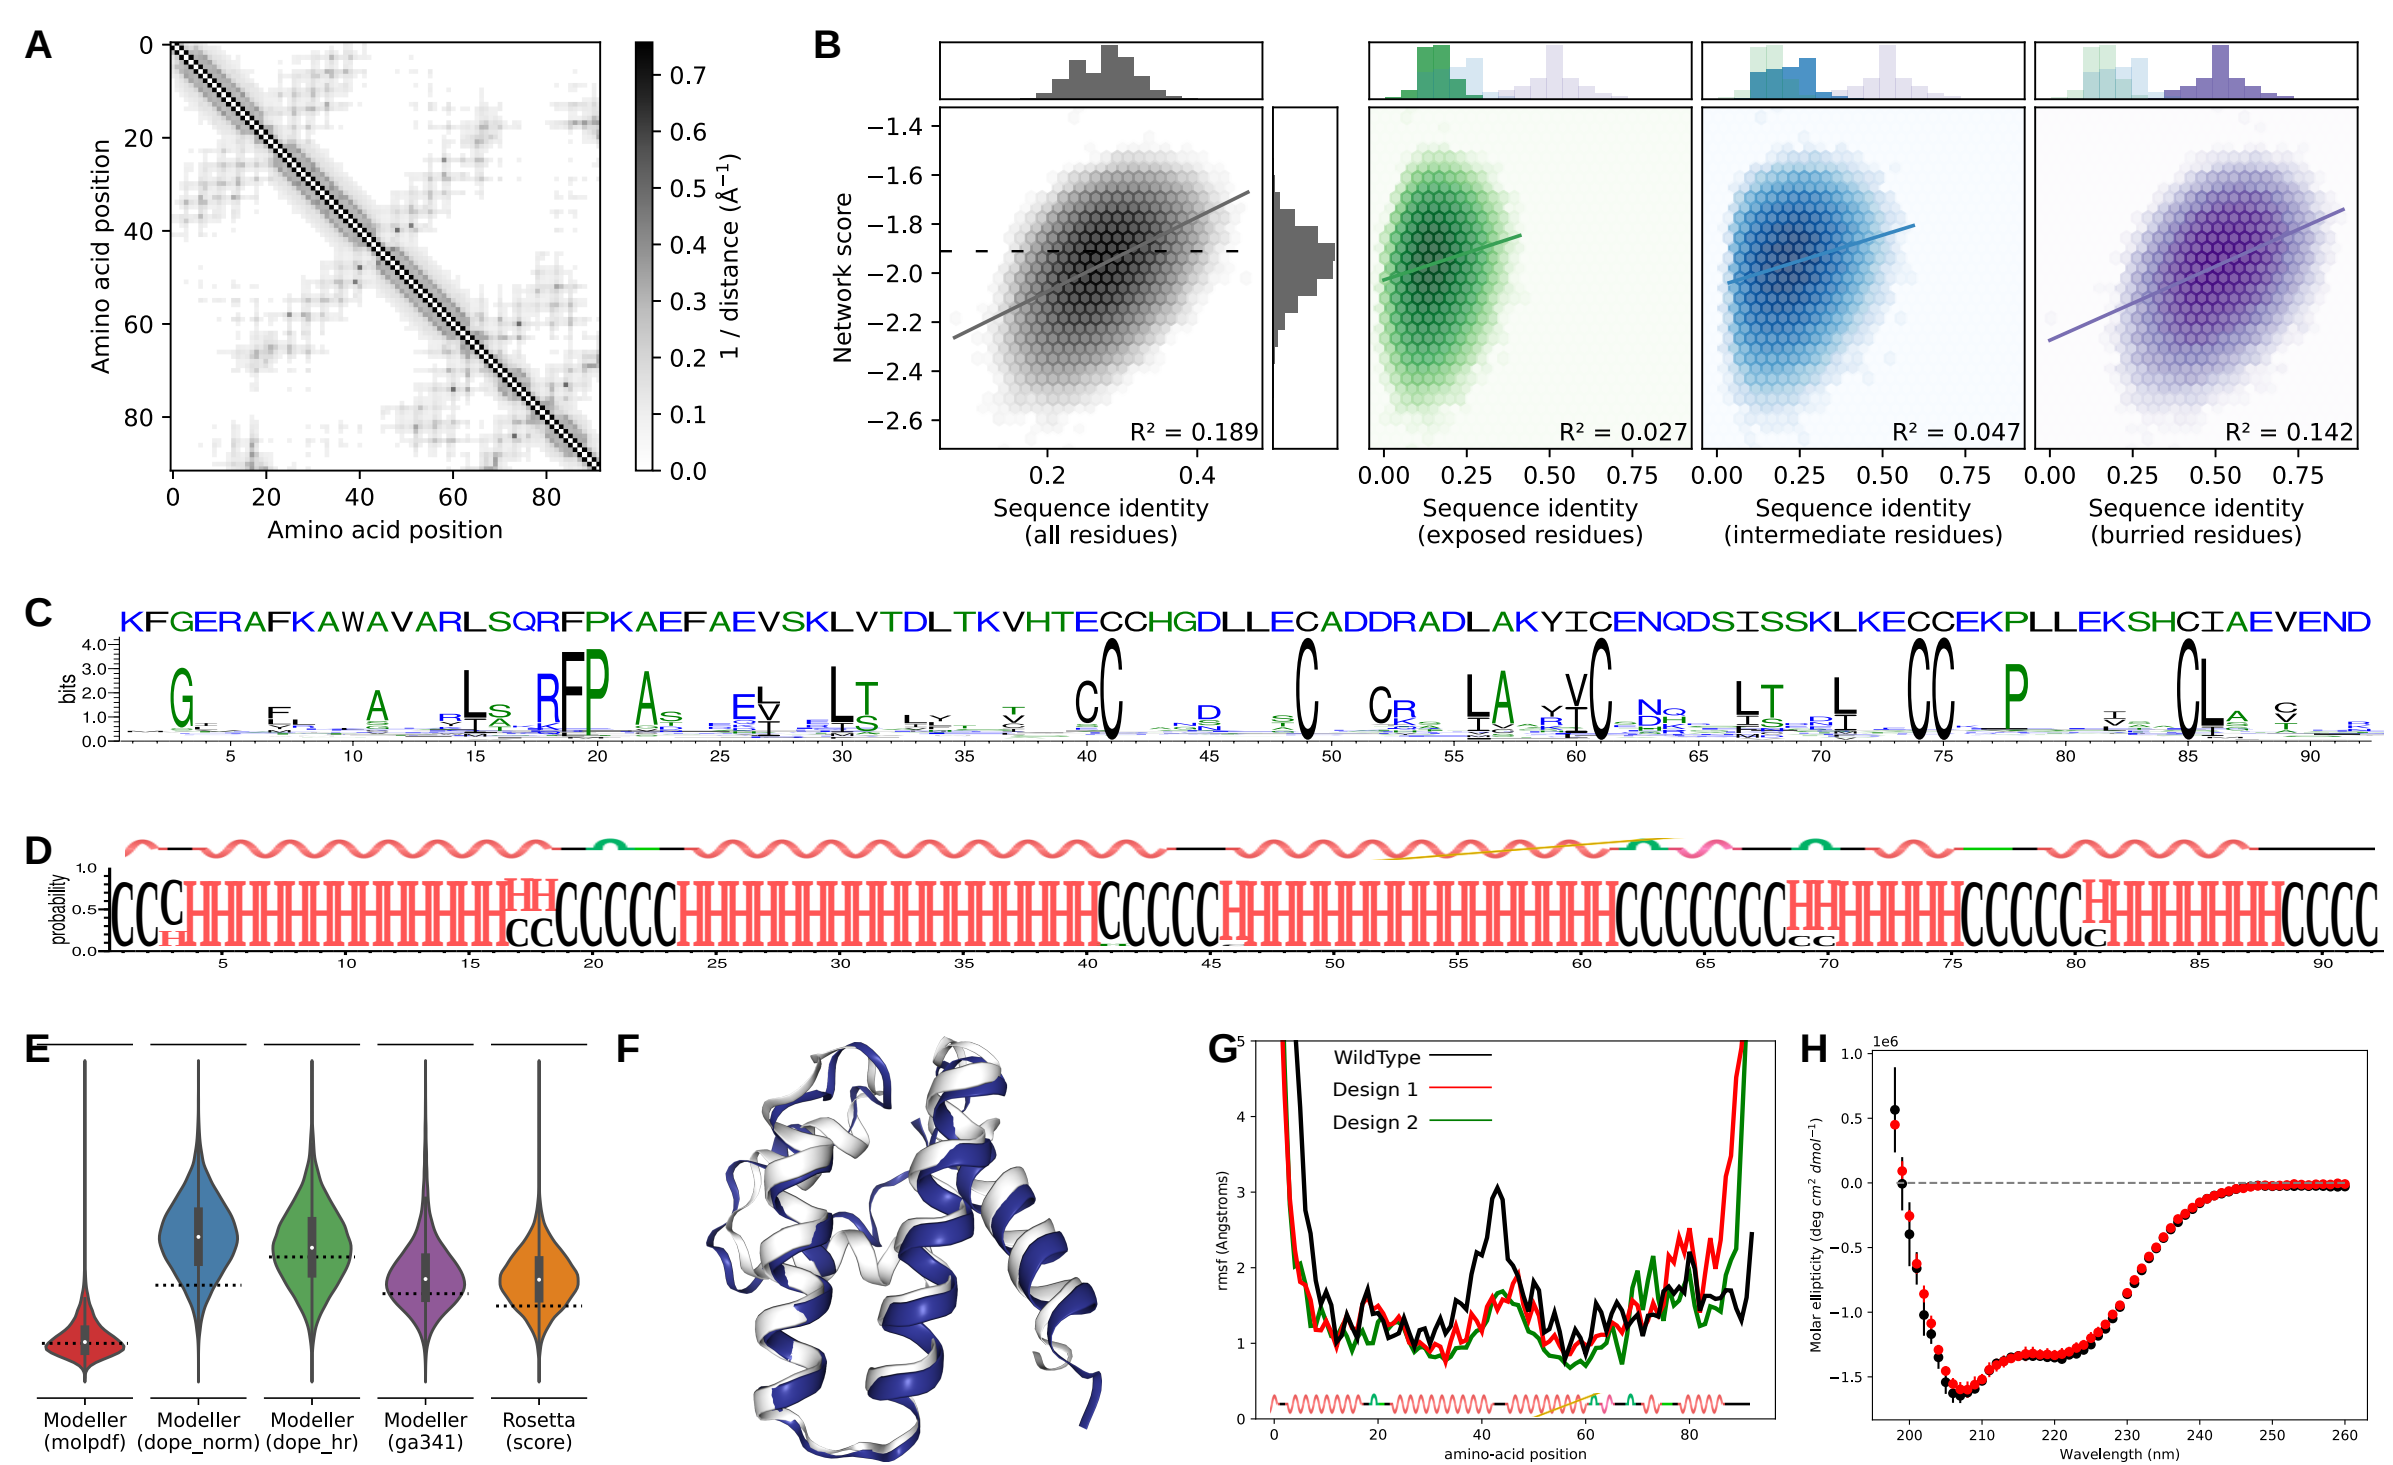 A
0
20
40
60
80
Amino acid position
0 20 40 60 80
Amino acid position
0.7
0.6
0.5
0.4
0.3
0.2
0.1
0.0
1 / distance (Å⁻¹)
B
−1.4
−1.6
−1.8
−2.0
−2.2
−2.4
−2.6
Network score
R² = 0.189
R² = 0.027
R² = 0.047
R² = 0.142
0.2 0.4
0.00 0.25 0.50 0.75
0.00 0.25 0.50 0.75
0.00 0.25 0.50 0.75
Sequence identity
(all residues)
Sequence identity
(exposed residues)
Sequence identity
(intermediate residues)
Sequence identity
(burried residues)
C
KFGERAFKAWAVARLSQRFPKAEFAEVSKLVTDLTKVHTECCHGDLLECADDRADLAKYICENQDSISSKLKECCEKPLLEKSHCIAEVEND
4.0
3.0
2.0
1.0
0.0
bits
5 10 15 20 25 30 35 40 45 50 55 60 65 70 75 80 85 90
D
1.0
0.5
0.0
probability
5 10 15 20 25 30 35 40 45 50 55 60 65 70 75 80 85 90
E
Modeller
(molpdf)
Modeller
(dope_norm)
Modeller
(dope_hr)
Modeller
(ga341)
Rosetta
(score)
F
G
5
4
3
2
1
0
rmsf (Angstroms)
WildType
Design 1
Design 2
0 20 40 60 80
amino-acid position
H
1e6
1.0
0.5
0.0
−0.5
−1.0
−1.5
Molar ellipticity (deg cm² dmol⁻¹)
200 210 220 230 240 250 260
Wavelength (nm)